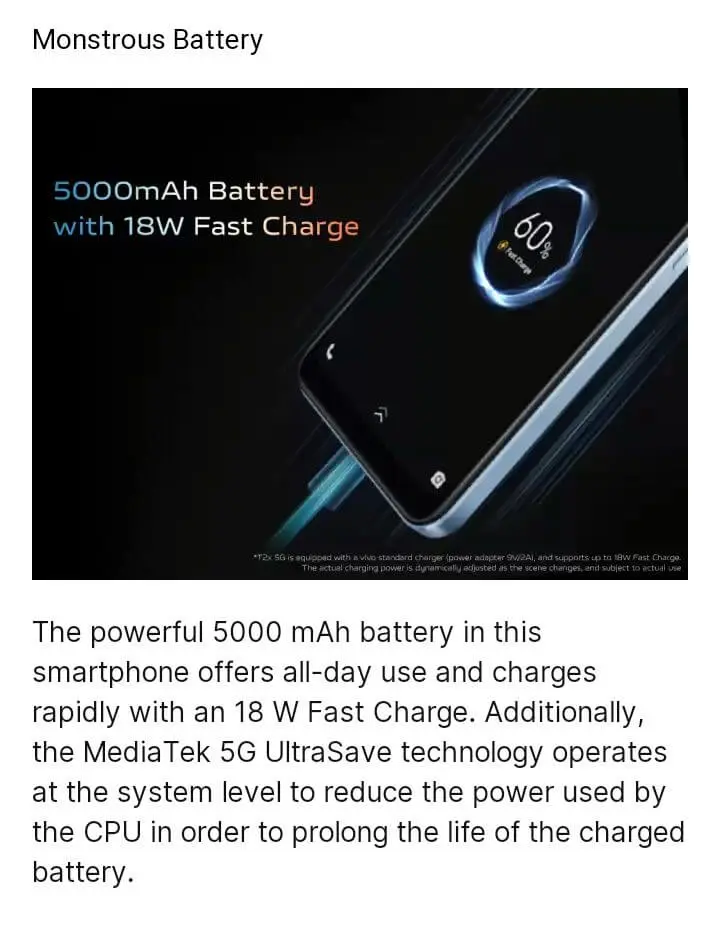 Monstrous Battery
5000mAh Battery
with 18W Fast Charge
60%
Fast Charge
*T2x 5G is equipped with a vivo standard charger (power adapter 9V/2A), and supports up to 18W Fast Charge.
The actual charging power is dynamically adjusted as the scene changes, and subject to actual use
The powerful 5000 mAh battery in this
smartphone offers all-day use and charges
rapidly with an 18 W Fast Charge. Additionally,
the MediaTek 5G UltraSave technology operates
at the system level to reduce the power used by
the CPU in order to prolong the life of the charged
battery.